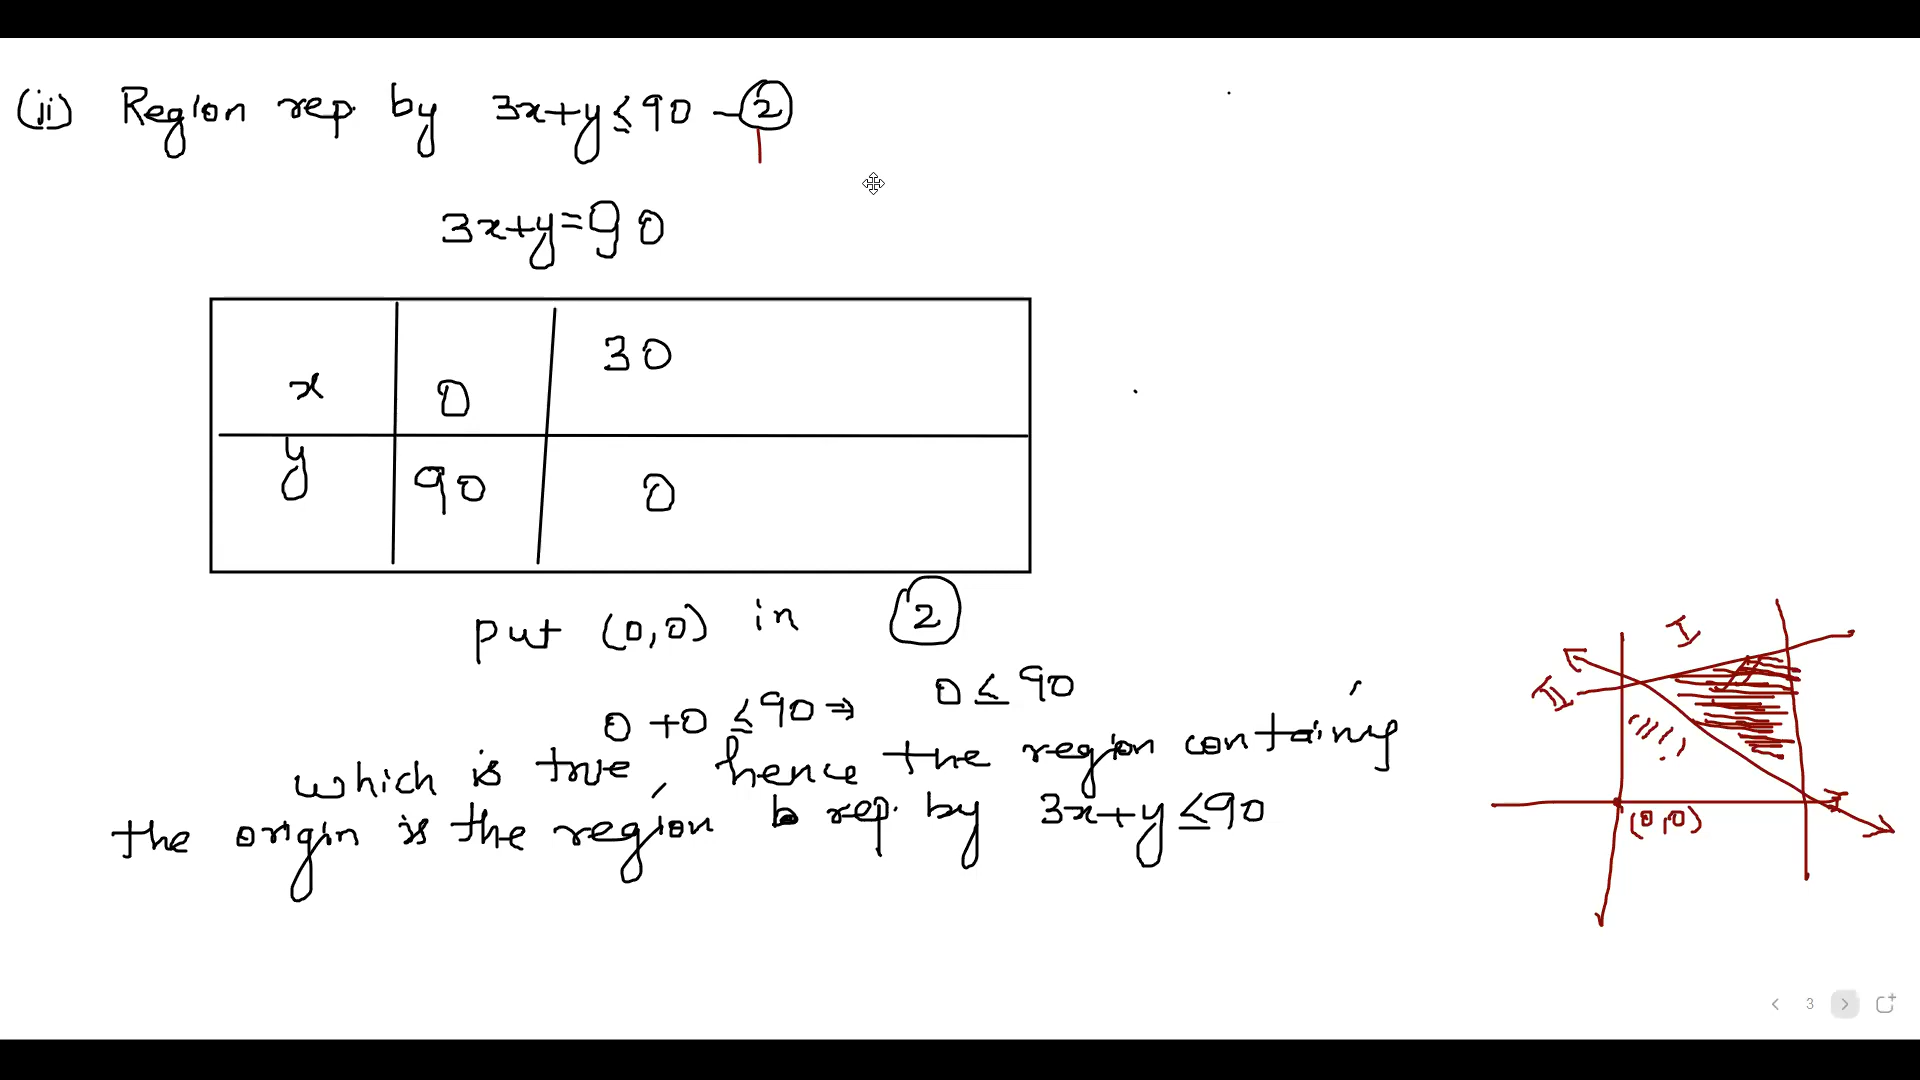 (ii) Region rep. by 3x+y≤90 – ②
3x+y=90
x 0 30
y 90 0
put (0,0) in ②
0+0≤90 ⇒ 0≤90
which is true, hence the region containing
the origin is the region rep. by 3x+y≤90
I
II
(0,0)
3